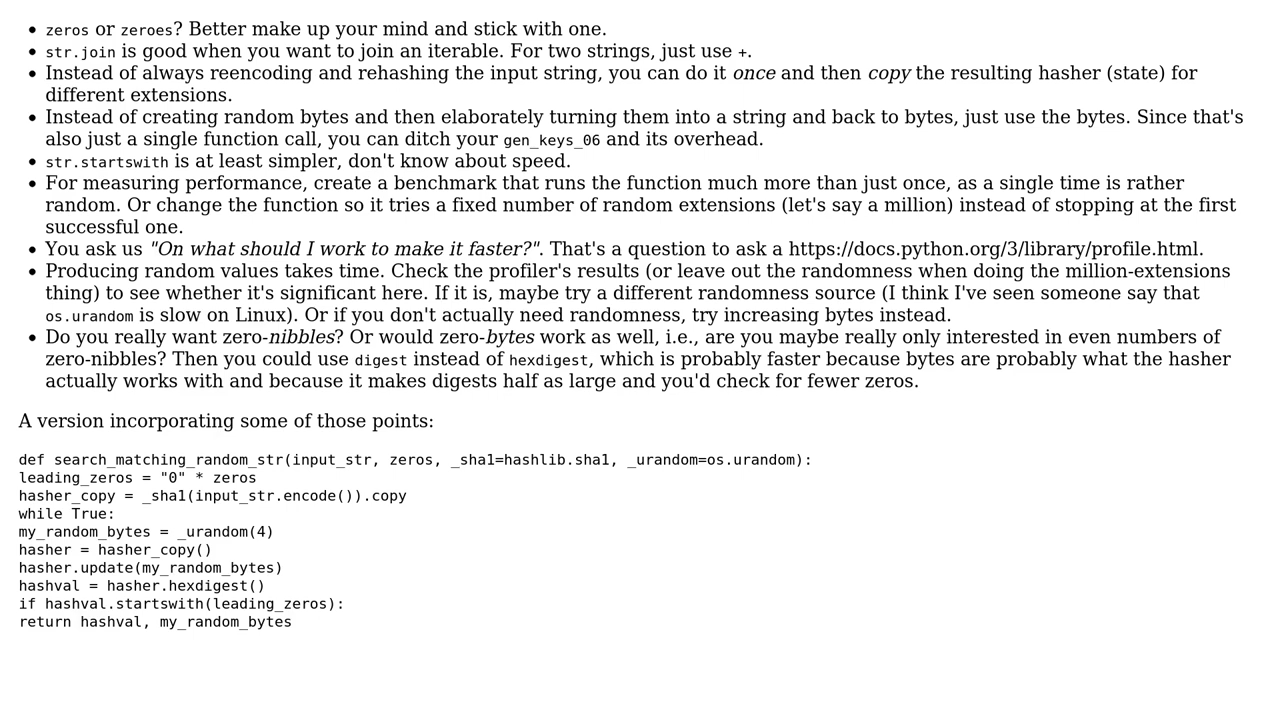 zeros or zeroes? Better make up your mind and stick with one.
str.join is good when you want to join an iterable. For two strings, just use +.
Instead of always reencoding and rehashing the input string, you can do it once and then copy the resulting hasher (state) for
different extensions.
Instead of creating random bytes and then elaborately turning them into a string and back to bytes, just use the bytes. Since that's
also just a single function call, you can ditch your gen_keys_06 and its overhead.
str.startswith is at least simpler, don't know about speed.
For measuring performance, create a benchmark that runs the function much more than just once, as a single time is rather
random. Or change the function so it tries a fixed number of random extensions (let's say a million) instead of stopping at the first
successful one.
You ask us "On what should I work to make it faster?". That's a question to ask a https://docs.python.org/3/library/profile.html.
Producing random values takes time. Check the profiler's results (or leave out the randomness when doing the million-extensions
thing) to see whether it's significant here. If it is, maybe try a different randomness source (I think I've seen someone say that
os.urandom is slow on Linux). Or if you don't actually need randomness, try increasing bytes instead.
Do you really want zero-nibbles? Or would zero-bytes work as well, i.e., are you maybe really only interested in even numbers of
zero-nibbles? Then you could use digest instead of hexdigest, which is probably faster because bytes are probably what the hasher
actually works with and because it makes digests half as large and you'd check for fewer zeros.
A version incorporating some of those points:
def search_matching_random_str(input_str, zeros, _sha1=hashlib.sha1, _urandom=os.urandom):
leading_zeros = "0" * zeros
hasher_copy = _sha1(input_str.encode()).copy
while True:
my_random_bytes = _urandom(4)
hasher = hasher_copy()
hasher.update(my_random_bytes)
hashval = hasher.hexdigest()
if hashval.startswith(leading_zeros):
return hashval, my_random_bytes